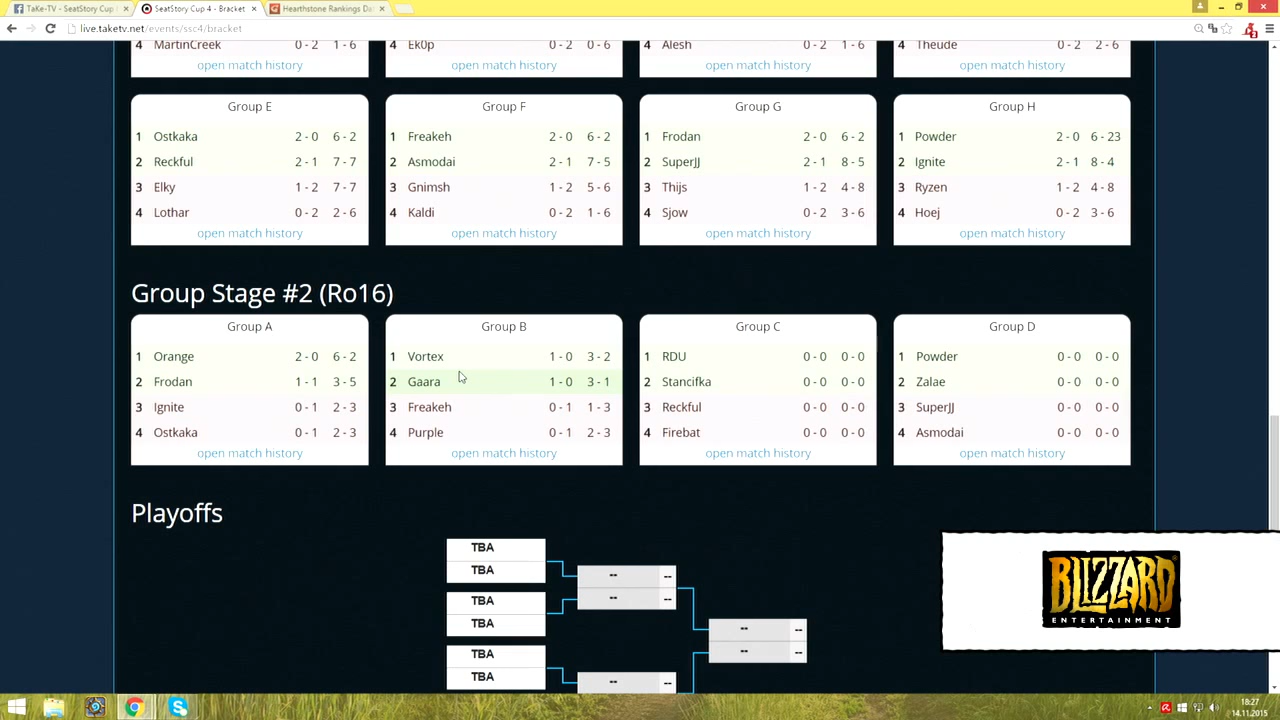 TaKe-TV - SeatStory Cup
SeatStory Cup 4 - Bracket
Hearthstone Rankings Da
live.taketv.net/events/ssc4/bracket
4 MartinCreek 0 - 2 1 - 6
4 Ek0p 0 - 2 0 - 6
4 Alesh 0 - 2 1 - 6
4 Theude 0 - 2 2 - 6
open match history
open match history
open match history
open match history
Group E
1 Ostkaka 2 - 0 6 - 2
2 Reckful 2 - 1 7 - 7
3 Elky 1 - 2 7 - 7
4 Lothar 0 - 2 2 - 6
open match history
Group F
1 Freakeh 2 - 0 6 - 2
2 Asmodai 2 - 1 7 - 5
3 Gnimsh 1 - 2 5 - 6
4 Kaldi 0 - 2 1 - 6
open match history
Group G
1 Frodan 2 - 0 6 - 2
2 SuperJJ 2 - 1 8 - 5
3 Thijs 1 - 2 4 - 8
4 Sjow 0 - 2 3 - 6
open match history
Group H
1 Powder 2 - 0 6 - 23
2 Ignite 2 - 1 8 - 4
3 Ryzen 1 - 2 4 - 8
4 Hoej 0 - 2 3 - 6
open match history
Group Stage #2 (Ro16)
Group A
1 Orange 2 - 0 6 - 2
2 Frodan 1 - 1 3 - 5
3 Ignite 0 - 1 2 - 3
4 Ostkaka 0 - 1 2 - 3
open match history
Group B
1 Vortex 1 - 0 3 - 2
2 Gaara 1 - 0 3 - 1
3 Freakeh 0 - 1 1 - 3
4 Purple 0 - 1 2 - 3
open match history
Group C
1 RDU 0 - 0 0 - 0
2 Stancifka 0 - 0 0 - 0
3 Reckful 0 - 0 0 - 0
4 Firebat 0 - 0 0 - 0
open match history
Group D
1 Powder 0 - 0 0 - 0
2 Zalae 0 - 0 0 - 0
3 SuperJJ 0 - 0 0 - 0
4 Asmodai 0 - 0 0 - 0
open match history
Playoffs
TBA
TBA
TBA
TBA
TBA
TBA
-- --
-- --
-- --
-- --
-- --
BLIZZARD
ENTERTAINMENT
18:27
14.11.2015